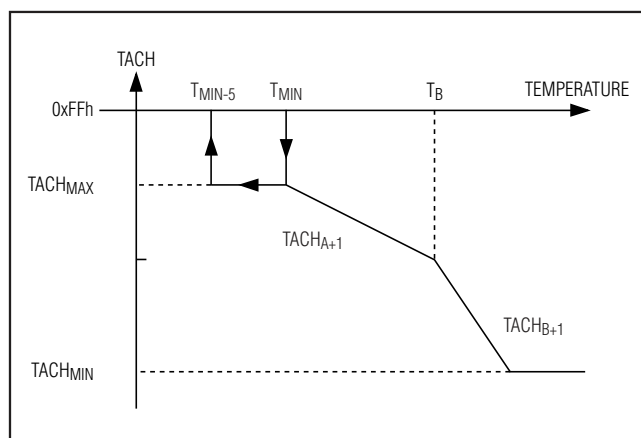 TACH
TMIN-5
TMIN
TB
TEMPERATURE
0xFFh
TACHMAX
TACHA+1
TACHB+1
TACHMIN